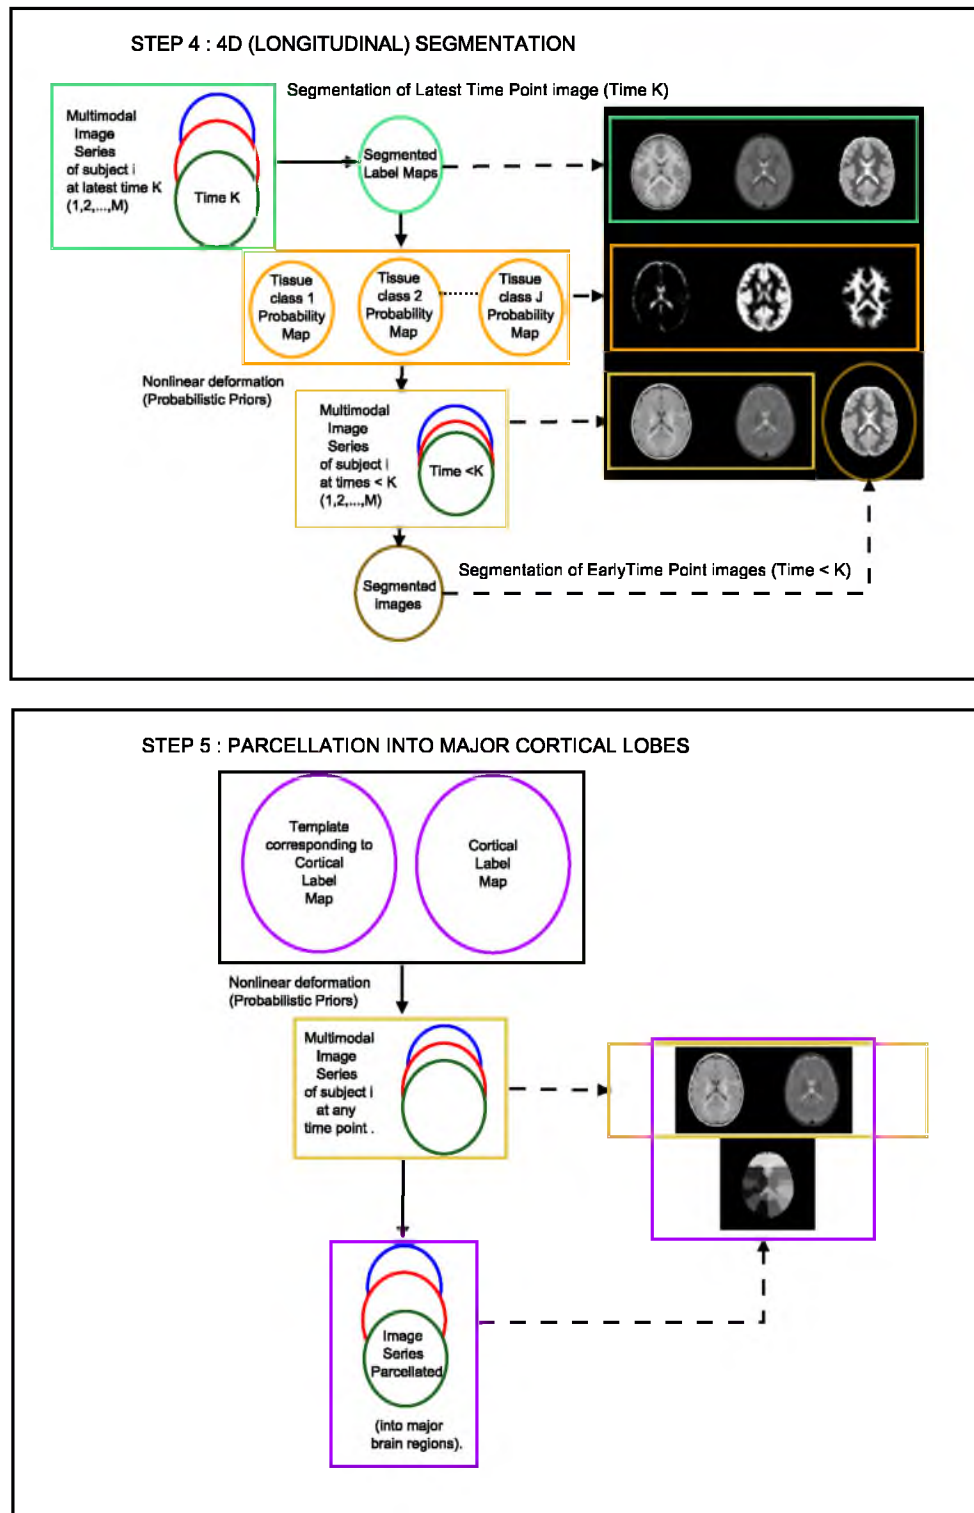 STEP 4 : 4D (LONGITUDINAL) SEGMENTATION
Segmentation of Latest Time Point image (Time K)
Multimodal
Image
Series
of subject i
at latest time K
(1,2,...,M)
Time K
Segmented
Label Maps
Tissue
class 1
Probability
Map
Tissue
class 2
Probability
Map
Tissue
class J
Probability
Map
Nonlinear deformation
(Probabilistic Priors)
Multimodal
Image
Series
of subject i
at times < K
(1,2,...,M)
Time <K
Segmented
images
Segmentation of EarlyTime Point images (Time < K)
STEP 5 : PARCELLATION INTO MAJOR CORTICAL LOBES
Template
corresponding to
Cortical
Label
Map
Cortical
Label
Map
Nonlinear deformation
(Probabilistic Priors)
Multimodal
Image
Series
of subject i
at any
time point .
Image
Series
Parcellated
(into major
brain regions).